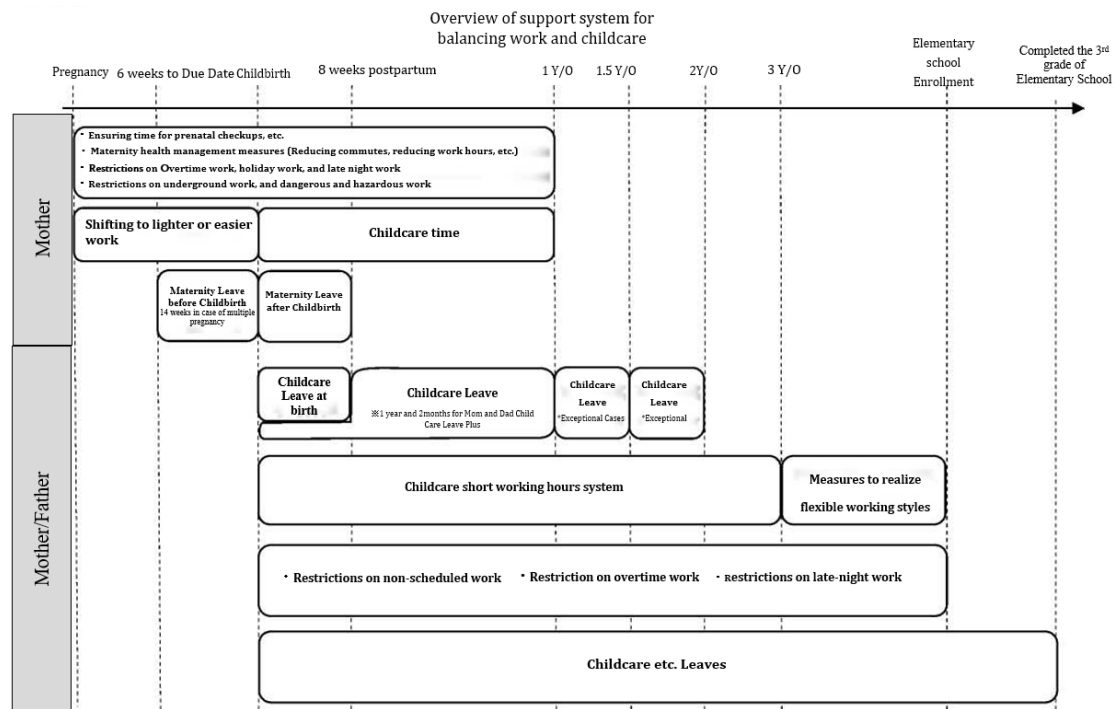 Overview of support system for
balancing work and childcare
Pregnancy
6 weeks to Due Date
Childbirth
8 weeks postpartum
1 Y/O
1.5 Y/O
2Y/O
3 Y/O
Elementary
school
Enrollment
Completed the 3rd
grade of
Elementary School
Mother
・ Ensuring time for prenatal checkups, etc.
・ Maternity health management measures (Reducing commutes, reducing work hours, etc.)
・ Restrictions on Overtime work, holiday work, and late night work
・ Restrictions on underground work, and dangerous and hazardous work
Shifting to lighter or easier
work
Childcare time
Maternity Leave
before Childbirth
14 weeks in case of multiple
pregnancy
Maternity Leave
after Childbirth
Mother/Father
Childcare
Leave at
birth
Childcare Leave
※1 year and 2months for Mom and Dad Child
Care Leave Plus
Childcare
Leave
*Exceptional Cases
Childcare
Leave
*Exceptional
Childcare short working hours system
Measures to realize
flexible working styles
・ Restrictions on non-scheduled work ・ Restriction on overtime work ・ Restrictions on late-night work
Childcare etc. Leaves